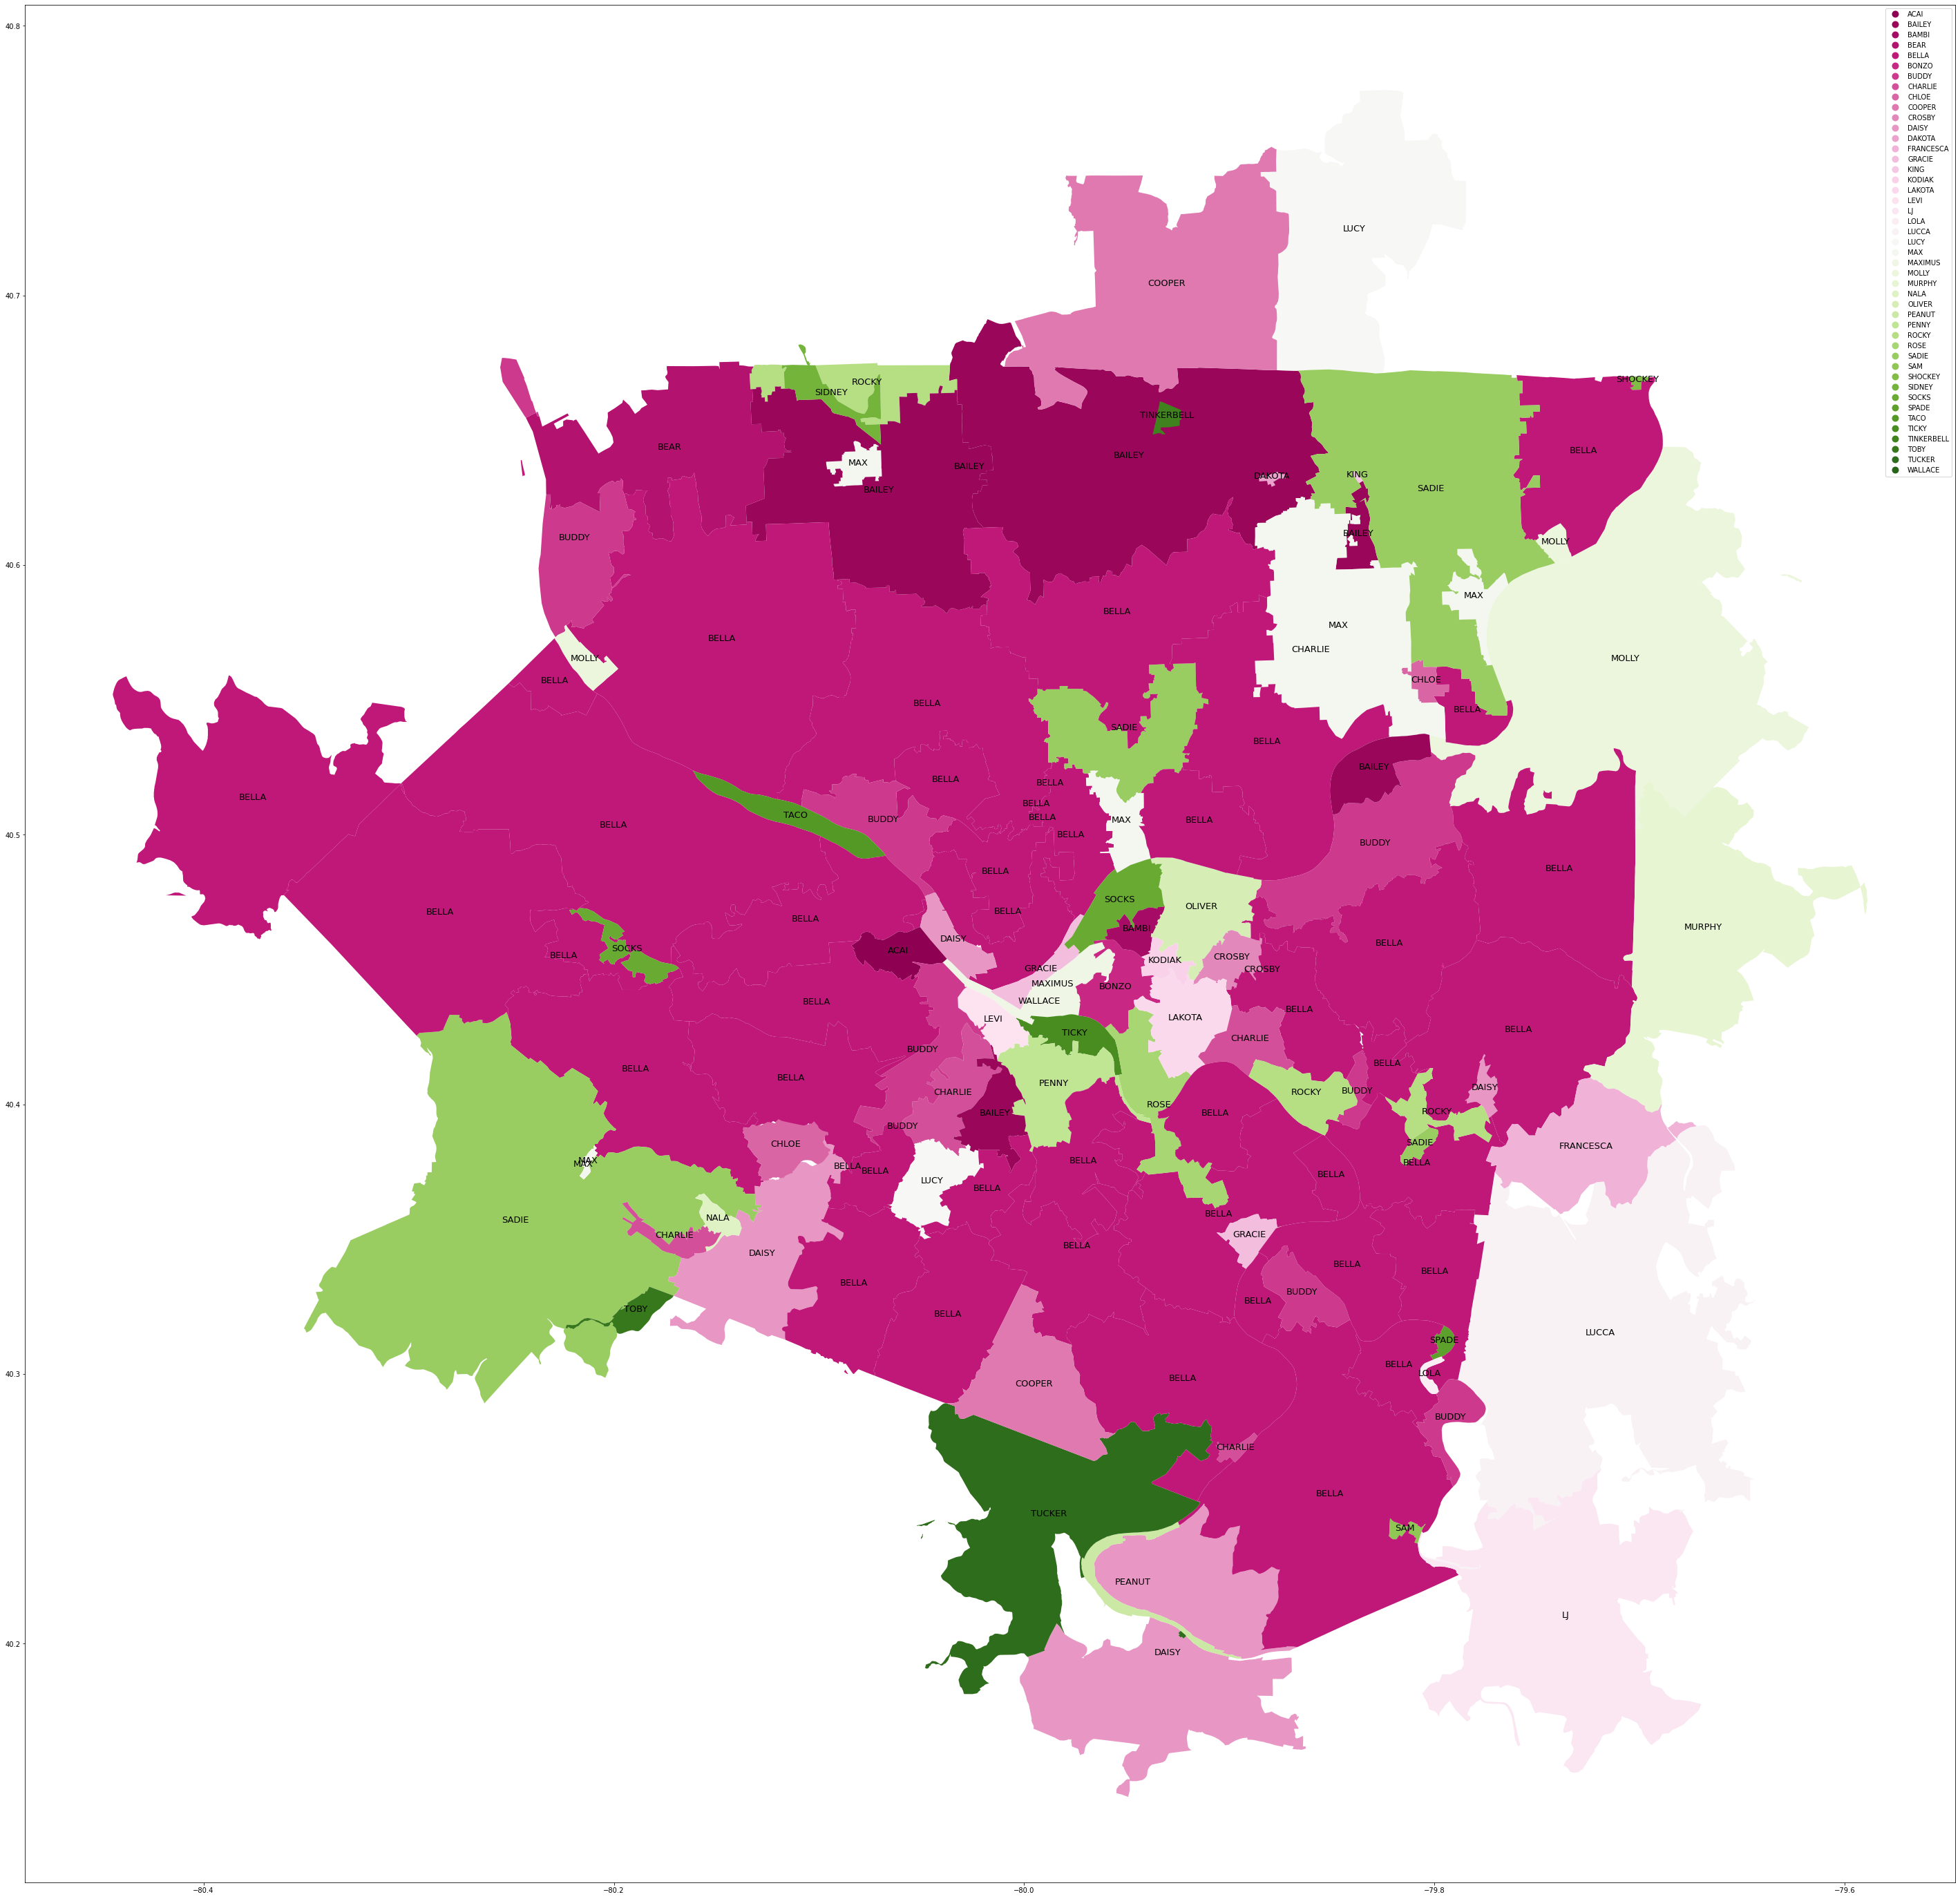 40.8
40.7
40.6
40.5
40.4
40.3
40.2
−80.4
−80.2
−80.0
−79.8
−79.6
ACAI
BAILEY
BAMBI
BEAR
BELLA
BONZO
BUDDY
CHARLIE
CHLOE
COOPER
CROSBY
DAISY
DAKOTA
FRANCESCA
GRACIE
KING
KODIAK
LAKOTA
LEVI
LJ
LOLA
LUCCA
LUCY
MAX
MAXIMUS
MOLLY
MURPHY
NALA
OLIVER
PEANUT
PENNY
ROCKY
ROSE
SADIE
SAM
SHOCKEY
SIDNEY
SOCKS
SPADE
TACO
TICKY
TINKERBELL
TOBY
TUCKER
WALLACE
LUCY
COOPER
SHOCKEY
ROCKY
SIDNEY
TINKERBELL
BEAR
BELLA
BAILEY
MAX
BAILEY
DAKOTA
KING
SADIE
BAILEY
BUDDY
BAILEY
MOLLY
MAX
BELLA
MAX
BELLA
CHARLIE
MOLLY
MOLLY
BELLA
CHLOE
BELLA
BELLA
SADIE
BELLA
BAILEY
BELLA
BELLA
BELLA
BELLA
TACO
BELLA
BUDDY
MAX
BELLA
BELLA
BELLA
BUDDY
BELLA
BELLA
SOCKS
OLIVER
BELLA
BELLA
BELLA
BAMBI
MURPHY
DAISY
BELLA
SOCKS
ACAI
BELLA
CROSBY
KODIAK
GRACIE
CROSBY
MAXIMUS
BONZO
WALLACE
BELLA
BELLA
LEVI
LAKOTA
TICKY
BELLA
CHARLIE
BUDDY
BELLA
BELLA
BELLA
PENNY
DAISY
CHARLIE
ROCKY
BUDDY
ROSE
BAILEY
BELLA
ROCKY
BUDDY
CHLOE
SADIE
FRANCESCA
MAX
MAX
BELLA
BELLA
BELLA
BELLA
LUCY
BELLA
BELLA
NALA
SADIE
BELLA
CHARLIE
GRACIE
DAISY
BELLA
BELLA
BELLA
BELLA
BUDDY
BELLA
TOBY
BELLA
SPADE
LUCCA
BELLA
LOLA
COOPER
BELLA
BUDDY
CHARLIE
BELLA
TUCKER
SAM
PEANUT
LJ
DAISY